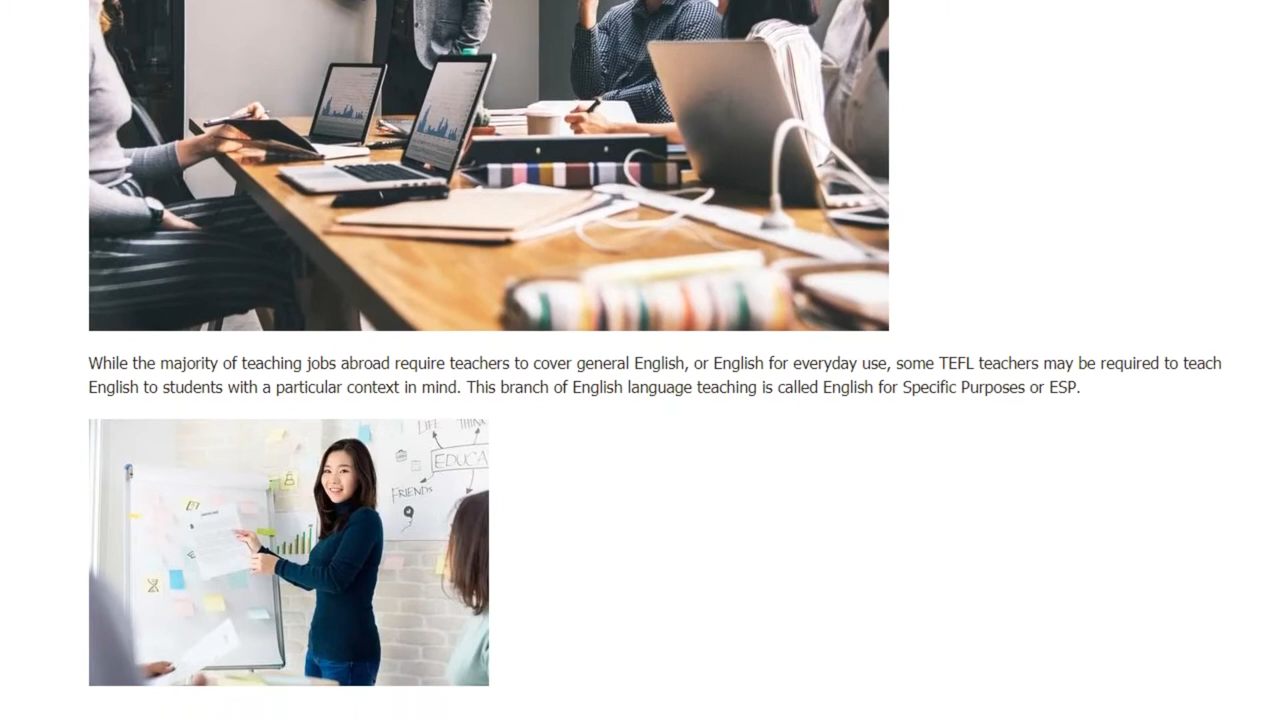 While the majority of teaching jobs abroad require teachers to cover general English, or English for everyday use, some TEFL teachers may be required to teach
English to students with a particular context in mind. This branch of English language teaching is called English for Specific Purposes or ESP.
LIFE THINK
EDUCA
FRIENDS